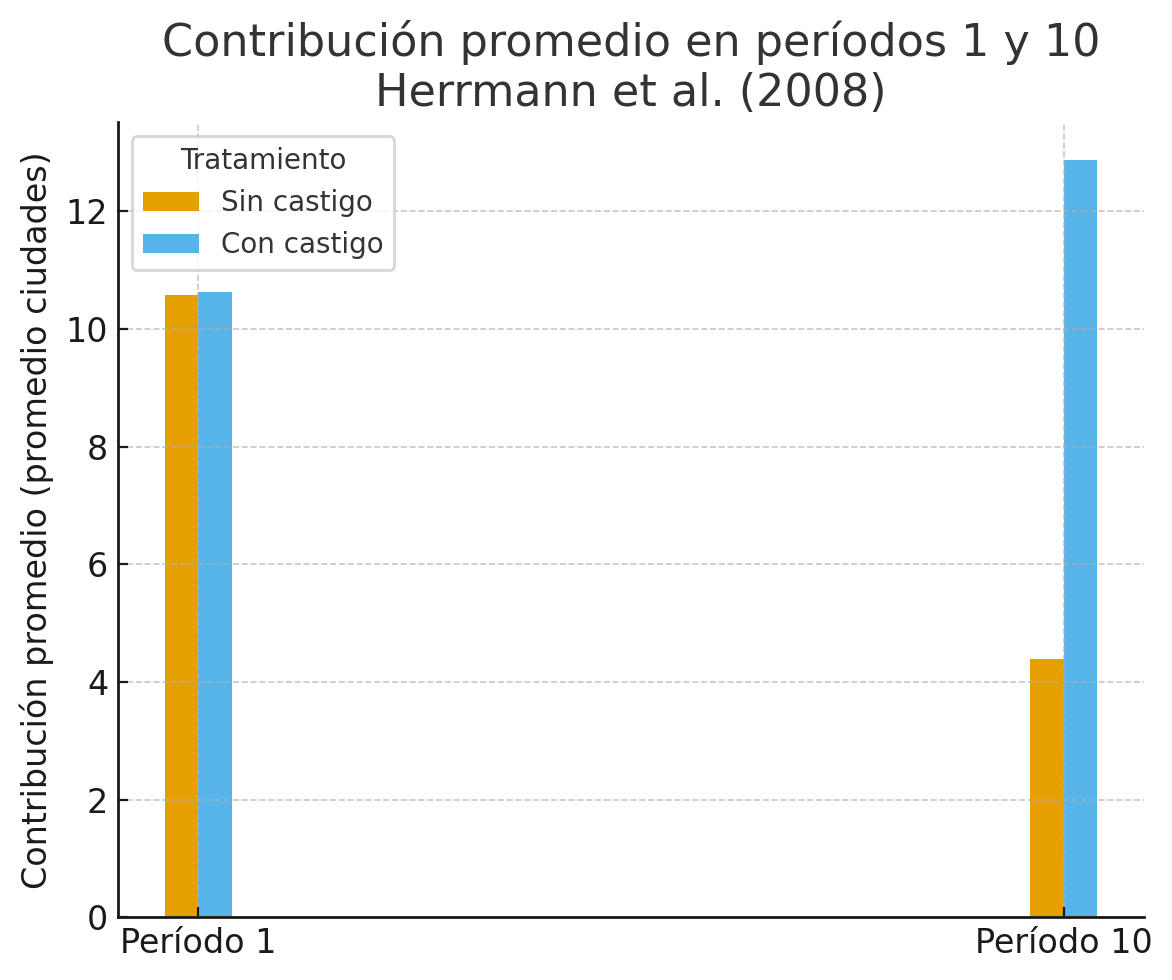 Contribución promedio en períodos 1 y 10
Herrmann et al. (2008)
Contribución promedio (promedio ciudades)
Tratamiento
Sin castigo
Con castigo
12
10
8
6
4
2
0
Período 1
Período 10